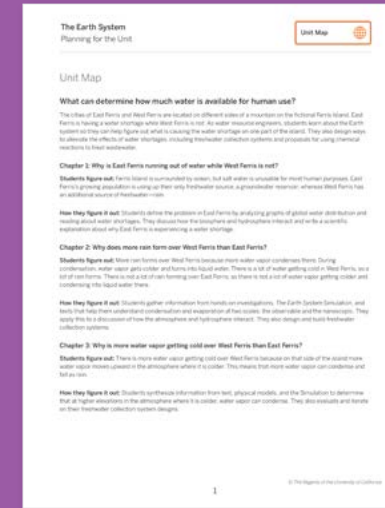 The Earth System
Planning for the Unit
Unit Map
Unit Map
What can determine how much water is available for human use?
The cities of East Ferris and West Ferris are located on different sides of a mountain on the fictional Ferris Island. East
Ferris is having a water shortage while West Ferris is not. As water resource engineers, students learn about the Earth
system so they can help figure out what is causing the water shortage on one part of the island. They also design ways
to alleviate the effects of water shortages, including freshwater collection systems and proposals for using chemical
reactions to treat wastewater.
Chapter 1: Why is East Ferris running out of water while West Ferris is not?
Students figure out: Ferris Island is surrounded by ocean, but salt water is unusable for most human purposes. East
Ferris's growing population is using up their only freshwater source, a groundwater reservoir, whereas West Ferris has
an additional source of freshwater—rain.
How they figure it out: Students define the problem in East Ferris by analyzing graphs of global water distribution and
reading about water shortages. They discuss how the biosphere and hydrosphere interact and write a scientific
explanation about why East Ferris is experiencing a water shortage.
Chapter 2: Why does more rain form over West Ferris than East Ferris?
Students figure out: More rain forms over West Ferris because more water vapor condenses there. During
condensation, water vapor gets colder and forms into liquid water. There is a lot of water getting cold in West Ferris, so a
lot of rain forms. There is not a lot of rain forming over East Ferris, so there is not a lot of water vapor getting colder and
condensing into liquid water there.
How they figure it out: Students gather information from hands-on investigations, The Earth System Simulation, and
texts that help them understand condensation and evaporation at two scales: the observable and the nanoscopic. They
apply this to a discussion of how the atmosphere and hydrosphere interact. They also design and build freshwater
collection systems.
Chapter 3: Why is more water vapor getting cold over West Ferris than East Ferris?
Students figure out: There is more water vapor getting cold over West Ferris because on that side of the island more
water vapor moves upward in the atmosphere where it is colder. This means that more water vapor can condense and
fall as rain.
How they figure it out: Students synthesize information from text, physical models, and the Simulation to determine
that at higher elevations in the atmosphere where it is colder, water vapor can condense. They also evaluate and iterate
on their freshwater collection system designs.
© The Regents of the University of California
1